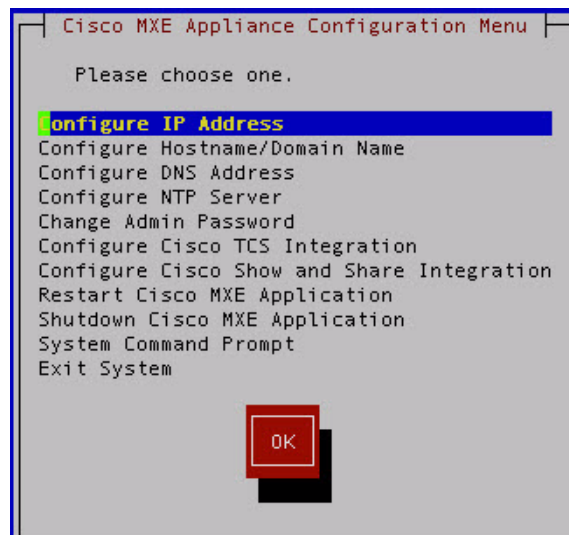 Cisco MXE Appliance Configuration Menu
Please choose one.
Configure IP Address
Configure Hostname/Domain Name
Configure DNS Address
Configure NTP Server
Change Admin Password
Configure Cisco TCS Integration
Configure Cisco Show and Share Integration
Restart Cisco MXE Application
Shutdown Cisco MXE Application
System Command Prompt
Exit System
OK